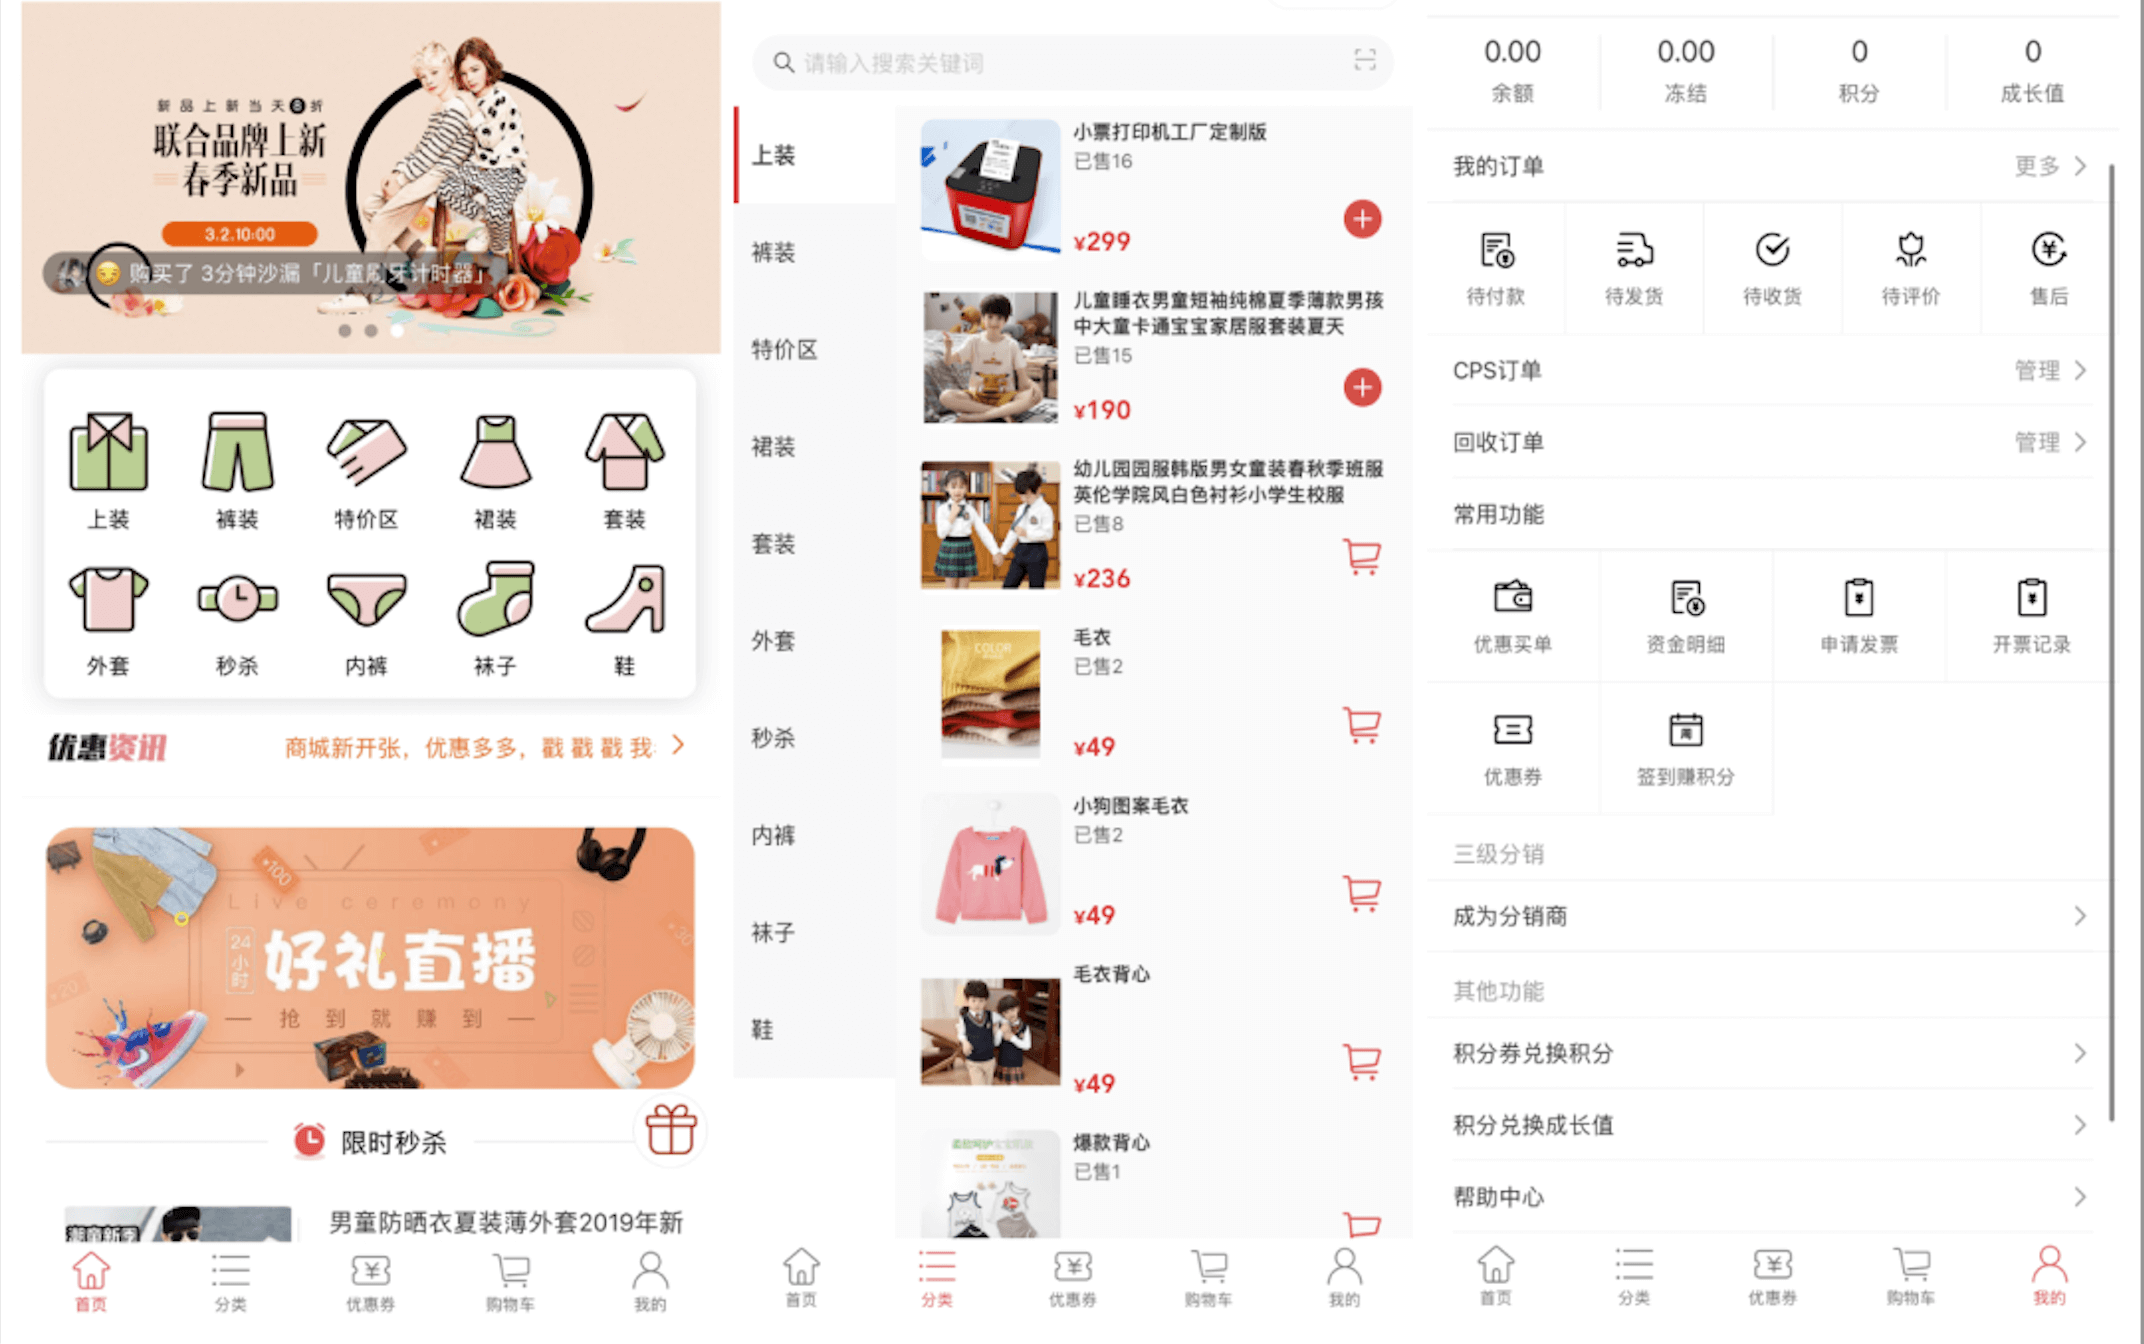 新品上新当天8折
联合品牌上新
春季新品
3.2.10:00
购买了 3分钟沙漏「儿童刷牙计时器」
上装
裤装
特价区
裙装
套装
外套
秒杀
内裤
袜子
鞋
优惠资讯
商城新开张，优惠多多，戳戳戳我
¥100
Live ceremony
24小时
好礼直播
抢到就赚到
限时秒杀
男童防晒衣夏装薄外套2019年新
首页
分类
优惠券
购物车
我的
请输入搜索关键词
上装
裤装
特价区
裙装
套装
外套
秒杀
内裤
袜子
鞋
小票打印机工厂定制版
已售16
¥299
儿童睡衣男童短袖纯棉夏季薄款男孩
中大童卡通宝宝家居服套装夏天
已售15
¥190
幼儿园园服韩版男女童装春秋季班服
英伦学院风白色衬衫小学生校服
已售8
¥236
COLOR
毛衣
已售2
¥49
小狗图案毛衣
已售2
¥49
毛衣背心
¥49
爆款背心
已售1
首页
分类
优惠券
购物车
我的
0.00
0.00
0
0
余额
冻结
积分
成长值
我的订单
更多
待付款
待发货
待收货
待评价
售后
CPS订单
管理
回收订单
管理
常用功能
优惠买单
资金明细
申请发票
开票记录
优惠券
签到赚积分
三级分销
成为分销商
其他功能
积分券兑换积分
积分兑换成长值
帮助中心
首页
分类
优惠券
购物车
我的